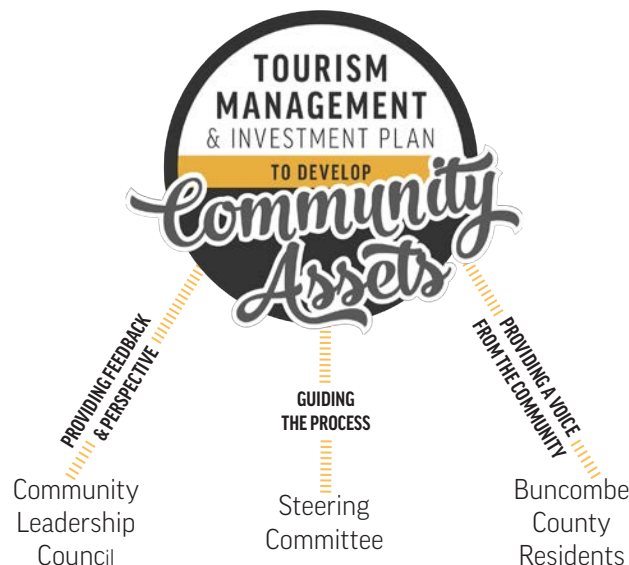 TOURISM
MANAGEMENT
& INVESTMENT PLAN
TO DEVELOP
Community
Assets
PROVIDING FEEDBACK
& PERSPECTIVE
GUIDING
THE PROCESS
PROVIDING A VOICE
FROM THE COMMUNITY
Community
Leadership
Council
Steering
Committee
Buncombe
County
Residents